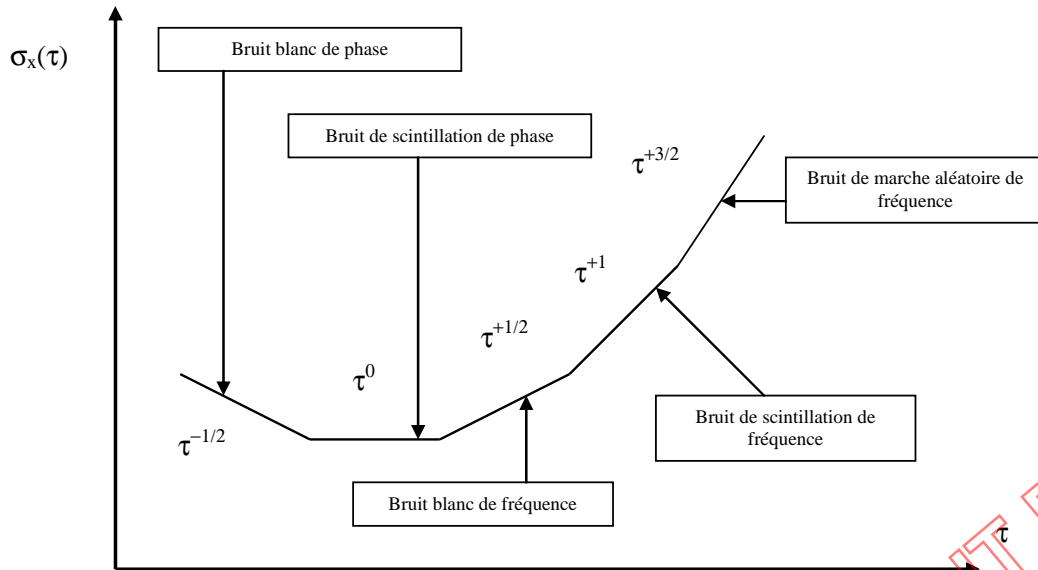 Bruit blanc de phase
σx(τ)
Bruit de scintillation de phase
τ+3/2
Bruit de marche aléatoire de
fréquence
τ+1
τ+1/2
τ0
τ−1/2
Bruit de scintillation de
fréquence
Bruit blanc de fréquence
τ